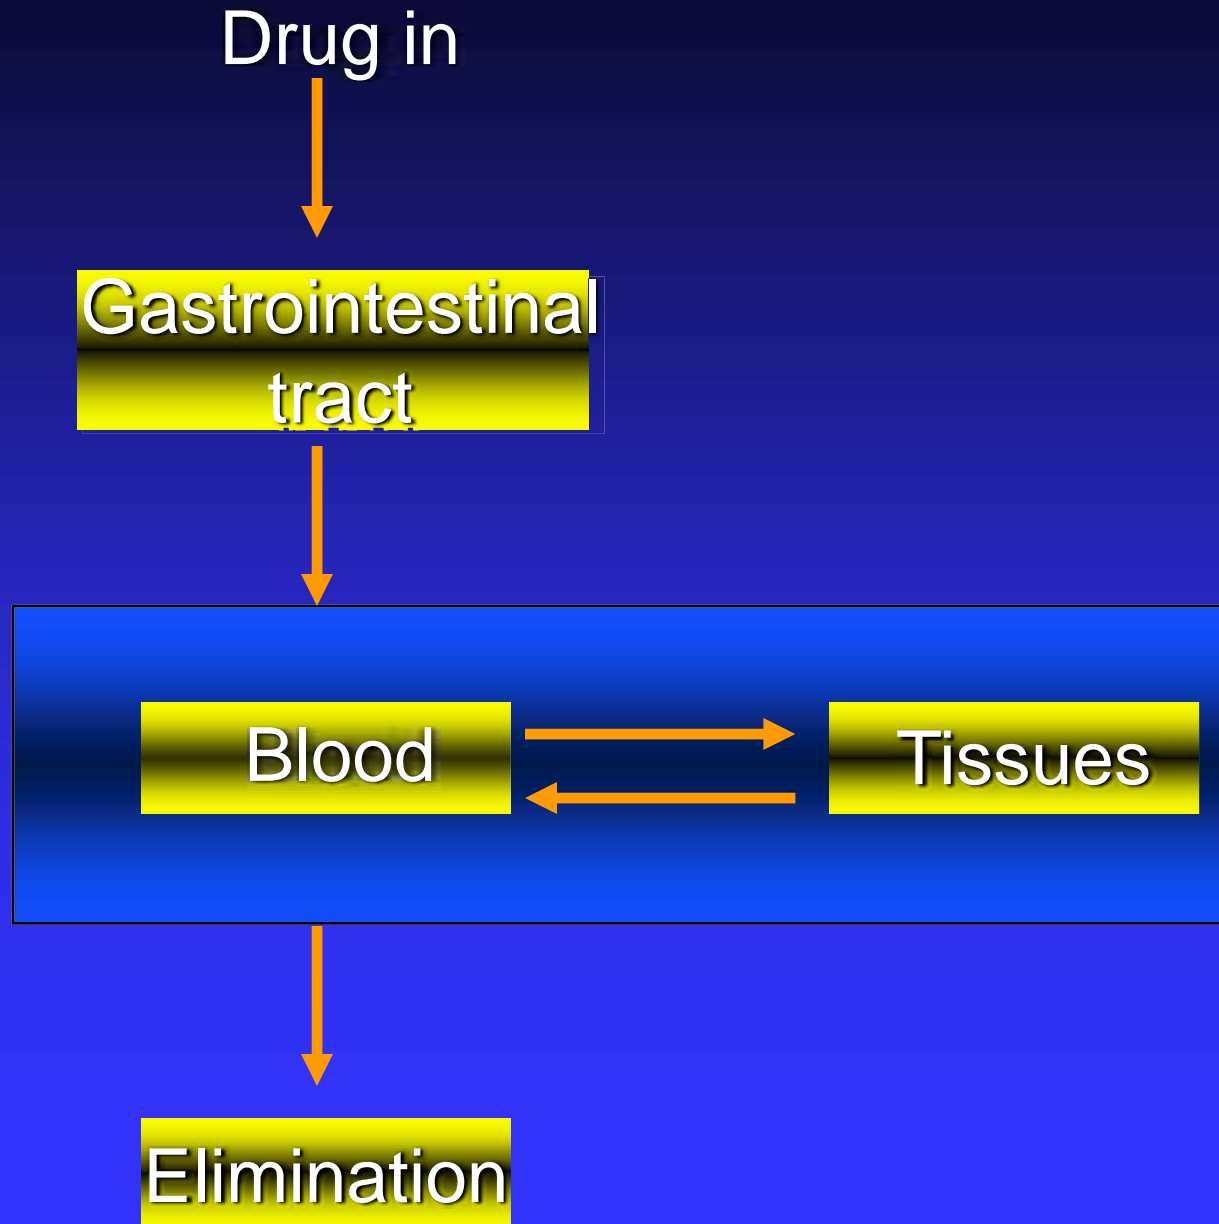 Drug in
Gastrointestinal
tract
Blood
Tissues
Elimination